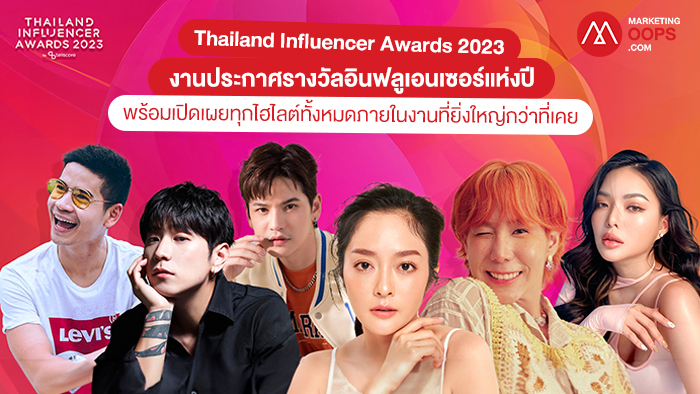 THAILAND
INFLUENCER
AWARDS 2023
by tellscore
MARKETING
OOPS.
.COM
Thailand Influencer Awards 2023
งานประกาศรางวัลอินฟลูเอนเซอร์แห่งปี
พร้อมเปิดเผยทุกไฮไลต์ทั้งหมดภายในงานที่ยิ่งใหญ่กว่าที่เคย
Levi's